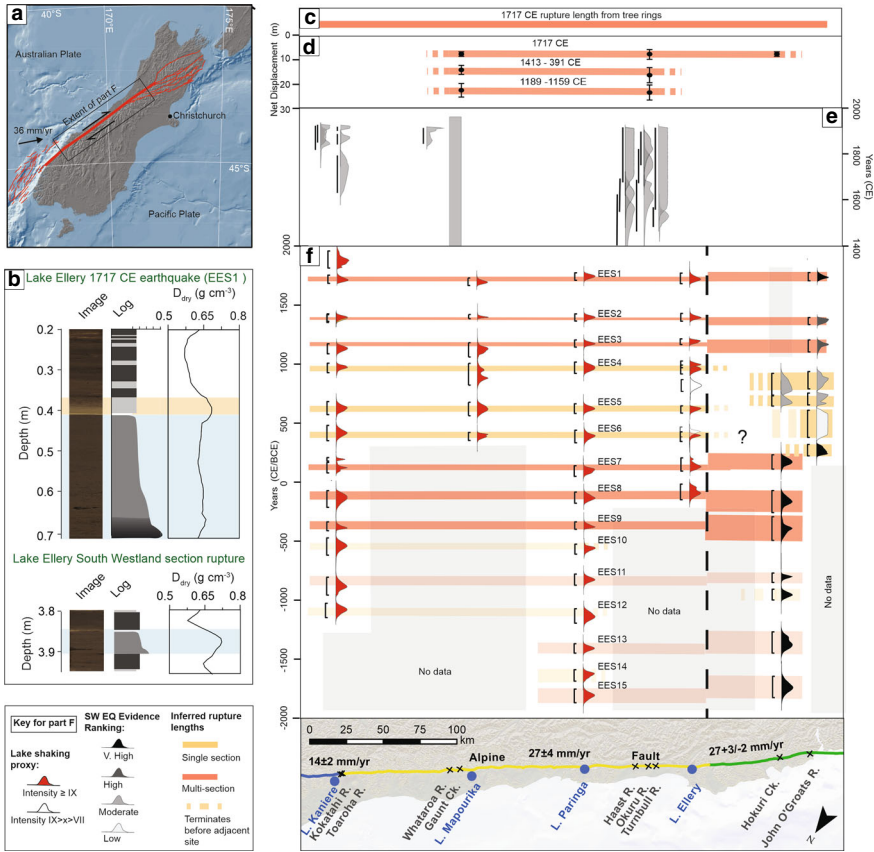 a
40°S
170°E
175°E
Australian Plate
Extent of part F
36 mm/yr
Christchurch
45°S
Pacific Plate
b
Lake Ellery 1717 CE earthquake (EES1 )
Image
Log
D dry (g cm-3)
0.5 0.65 0.8
0.2
0.3
0.4
0.5
0.6
0.7
Depth (m)
Lake Ellery South Westland section rupture
Image
Log
D dry (g cm-3)
0.5 0.65 0.8
3.8
3.9
Depth (m)
Key for part F
Lake shaking
proxy:
Intensity ≥ IX
Intensity IX>x>VII
SW EQ Evidence
Ranking:
V. High
High
Moderate
Low
Inferred rupture
lengths
Single section
Multi-section
Terminates
before adjacent
site
c
1717 CE rupture length from tree rings
d
Net Displacement (m)
0
10
20
30
1717 CE
1413 - 391 CE
1189 -1159 CE
e
2000
1800
1600
1400
Years (CE)
f
Years (CE/BCE)
2000
1500
1000
500
0
-500
-1000
-1500
-2000
EES1
EES2
EES3
EES4
EES5
EES6
?
EES7
EES8
EES9
EES10
EES11
EES12
EES13
EES14
EES15
No data
No data
No data
0 25 50 75 100
km
14±2 mm/yr
Alpine
27±4 mm/yr
Fault
27+3/-2 mm/yr
L. Kaniere
Kokatahi R.
Toaroha R.
Whataroa R.
Gaunt Ck.
L. Mapourika
L. Paringa
Haast R.
Okuru R.
Turnbull R.
L. Ellery
Hokuri Ck.
John O'Groats R.
N